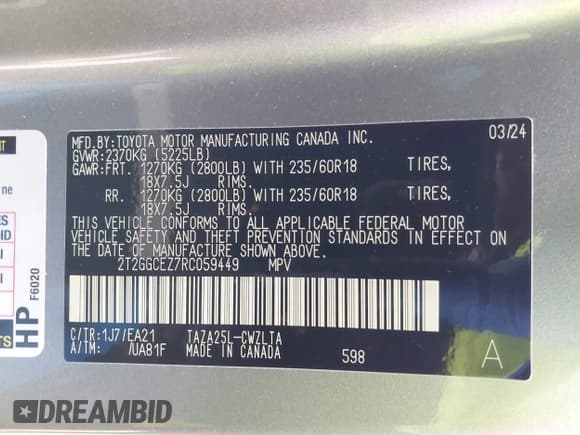 MFD.BY:TOYOTA MOTOR MANUFACTURING CANADA INC. 03/24
GVWR:2370KG (5225LB)
GAWR:FRT. 1270KG (2800LB) WITH 235/60R18 TIRES,
18X7.5J RIMS.
RR. 1270KG (2800LB) WITH 235/60R18 TIRES,
18X7.5J RIMS.
THIS VEHICLE CONFORMS TO ALL APPLICABLE FEDERAL MOTOR
VEHICLE SAFETY AND THEFT PREVENTION STANDARDS IN EFFECT ON
THE DATE OF MANUFACTURE SHOWN ABOVE.
2T2GGCEZ7RC059449 MPV
C/TR:1J7/EA21 TAZA25L-CWZLTA
A/TM: /UA81F MADE IN CANADA 598 A
HP F6020
DREAMBID